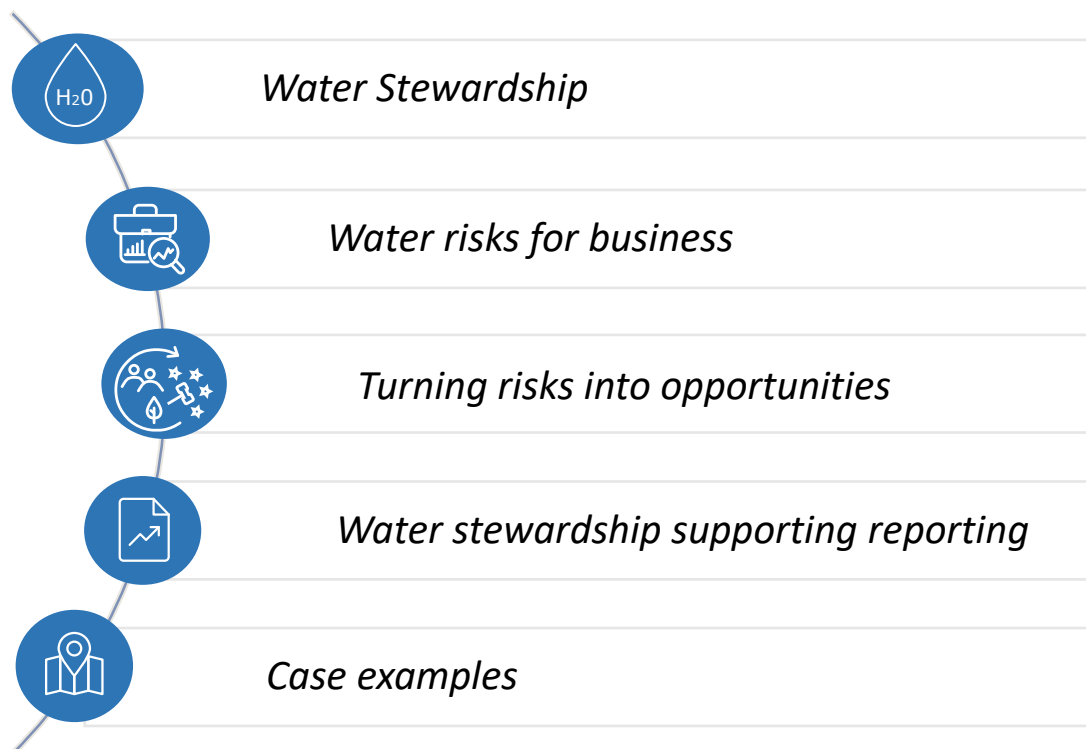 H20
Water Stewardship
Water risks for business
Turning risks into opportunities
Water stewardship supporting reporting
Case examples